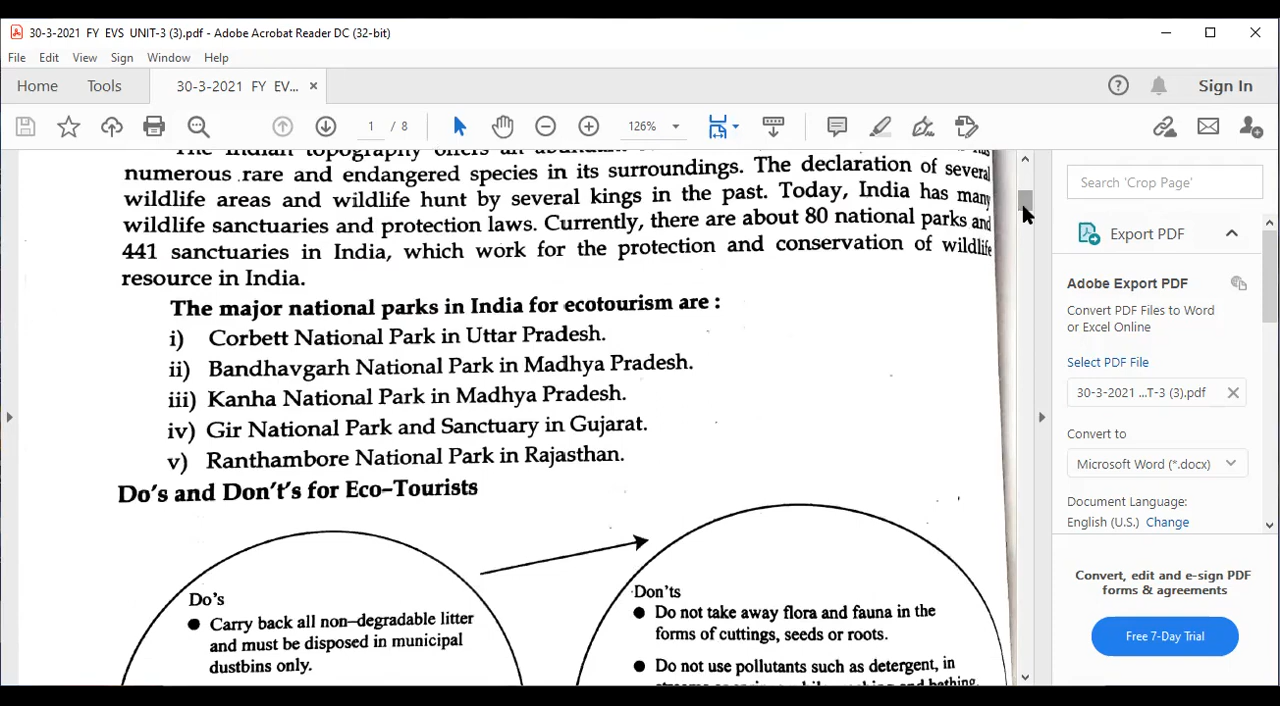 30-3-2021 FY EVS UNIT-3 (3).pdf - Adobe Acrobat Reader DC (32-bit)
File Edit View Sign Window Help
Home Tools 30-3-2021 FY EV... Sign In
1 / 8 126%
The Indian topography offers an
numerous rare and endangered species in its surroundings. The declaration of several
wildlife areas and wildlife hunt by several kings in the past. Today, India has many
wildlife sanctuaries and protection laws. Currently, there are about 80 national parks and
441 sanctuaries in India, which work for the protection and conservation of wildlife
resource in India.
The major national parks in India for ecotourism are :
i) Corbett National Park in Uttar Pradesh.
ii) Bandhavgarh National Park in Madhya Pradesh.
iii) Kanha National Park in Madhya Pradesh.
iv) Gir National Park and Sanctuary in Gujarat.
v) Ranthambore National Park in Rajasthan.
Do's and Don't's for Eco-Tourists
Do's
● Carry back all non-degradable litter
and must be disposed in municipal
dustbins only.
Don'ts
● Do not take away flora and fauna in the
forms of cuttings, seeds or roots.
● Do not use pollutants such as detergent, in
bathing.
Search 'Crop Page'
Export PDF
Adobe Export PDF
Convert PDF Files to Word
or Excel Online
Select PDF File
30-3-2021 ...T-3 (3).pdf
Convert to
Microsoft Word (*.docx)
Document Language:
English (U.S.) Change
Convert, edit and e-sign PDF
forms & agreements
Free 7-Day Trial